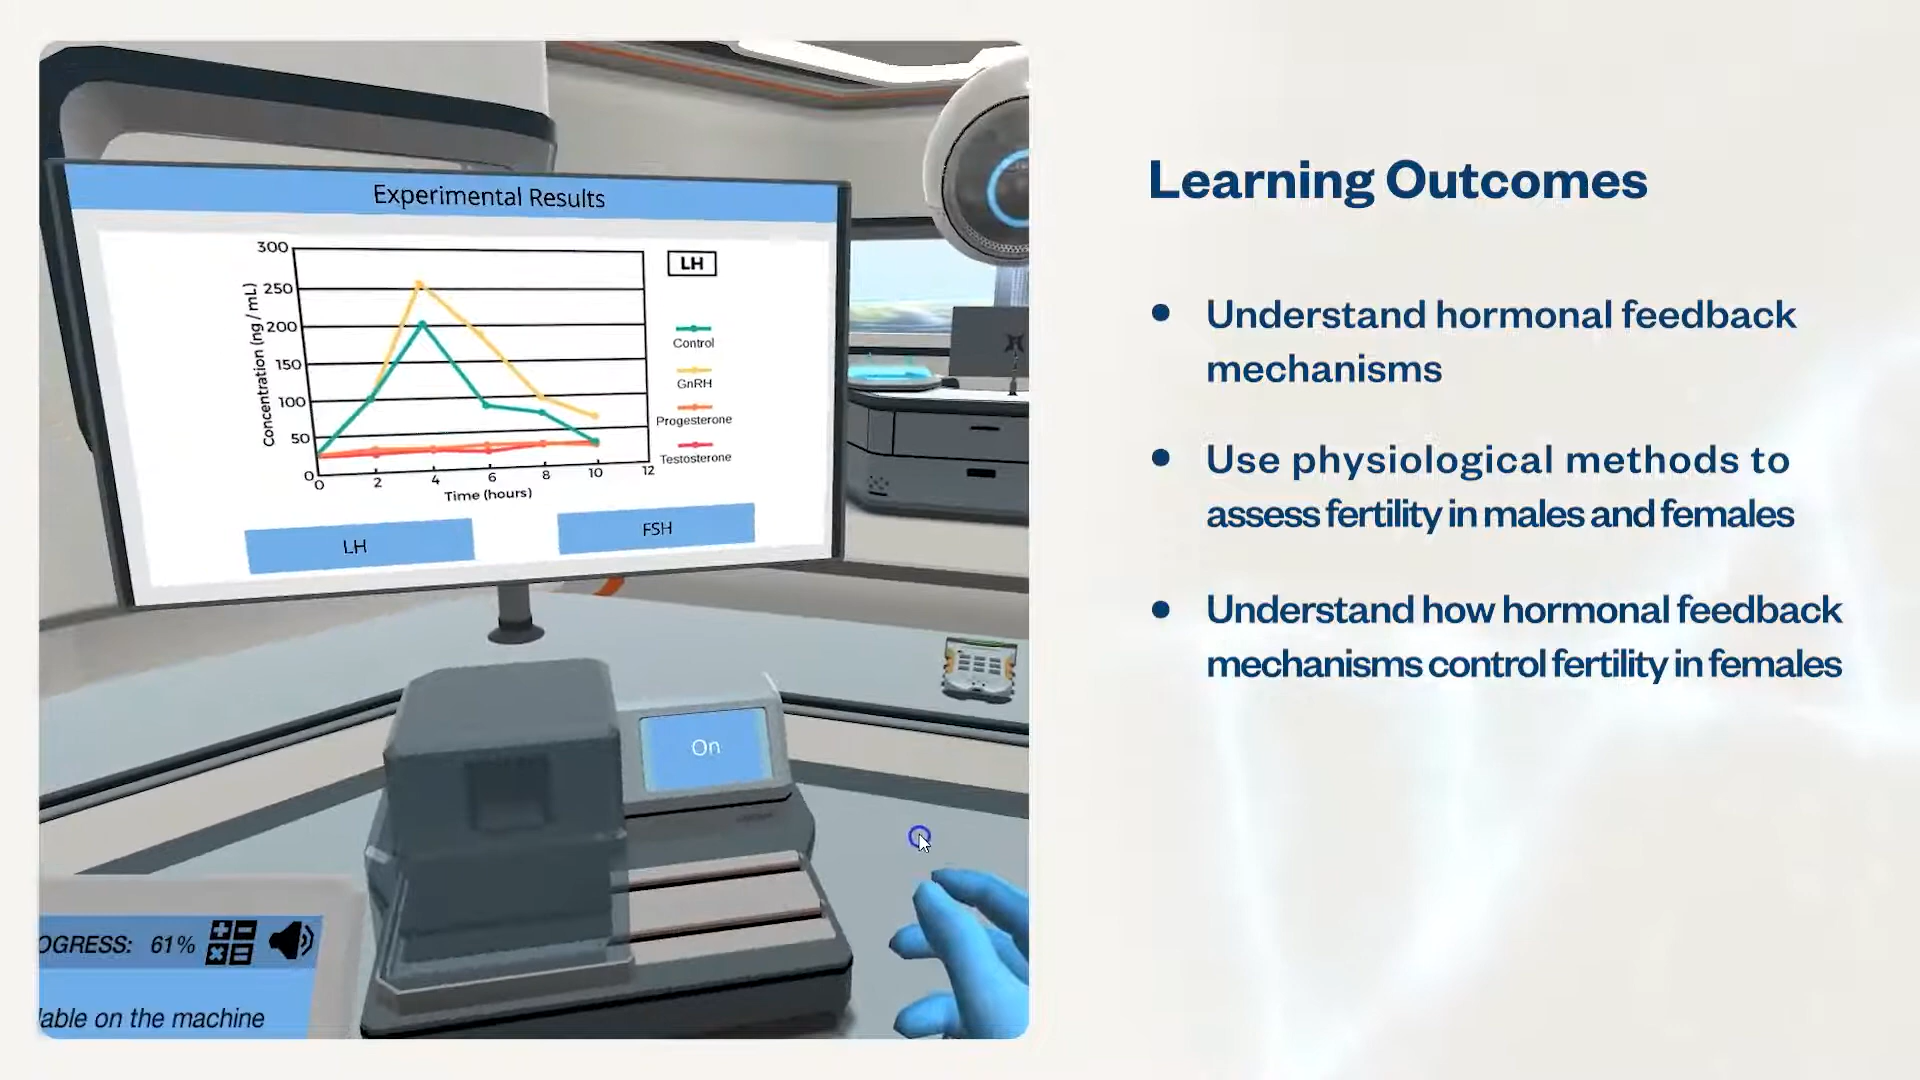 Experimental Results
300
250
200
150
100
50
0
0
2
4
6
8
10
12
Concentration (ng/mL)
Time (hours)
LH
Control
GnRH
Progesterone
Testosterone
LH
FSH
On
OGRESS: 61%
lable on the machine
Learning Outcomes
• Understand hormonal feedback
mechanisms
• Use physiological methods to
assess fertility in males and females
• Understand how hormonal feedback
mechanisms control fertility in females